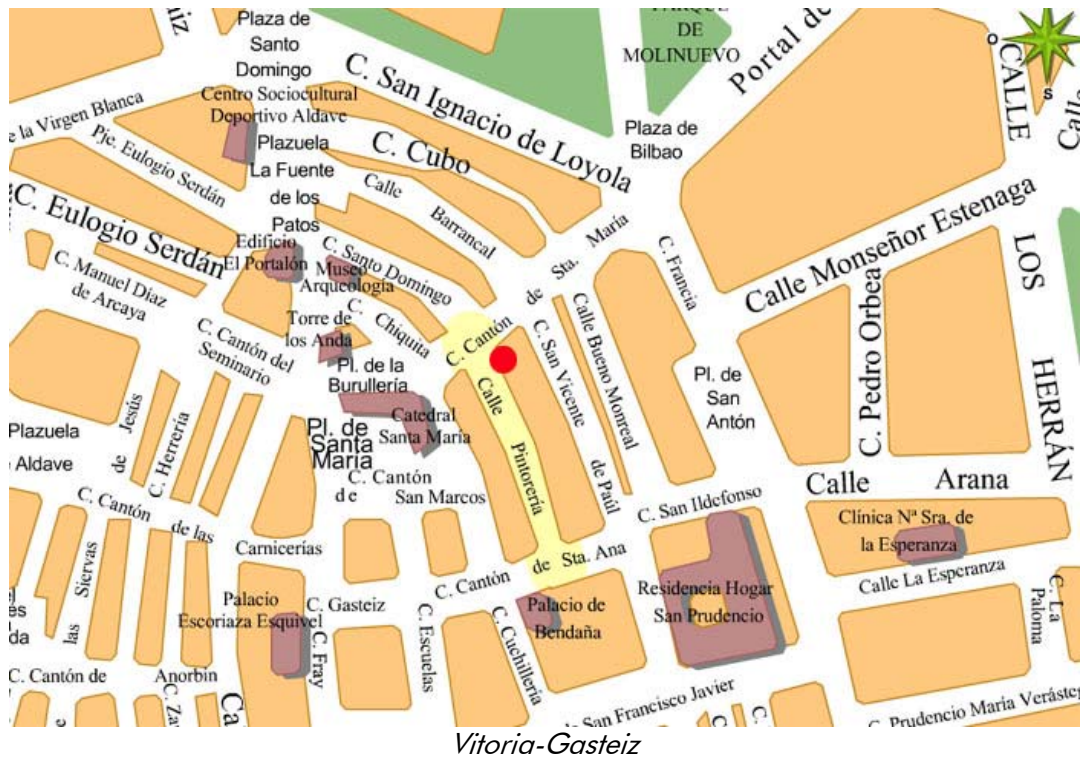 Plaza de
Santo
Domingo
Centro Sociocultural
Deportivo Aldave
Plazuela
La Fuente
de los
Patos
C. San Ignacio de Loyola
DE
MOLINUEVO
Portal de
O
S
CALLE
LOS
HERRÁN
Plaza de
Bilbao
de la Virgen Blanca
Pje. Eulogio Serdán
C. Cubo
Calle
Barrancal
C. Eulogio Serdán
Edificio
El Portalón
Museo
Arqueología
C. Santo Domingo
Sta.
María
de
C. Francia
Calle Monseñor Estenaga
C. Manuel Diaz
de Arcaya
C. Cantón del
Seminario
Torre de
los Anda
C.
Chiquita
C. Cantón
Pl. de la
Burullería
Catedral
Santa María
Calle
Pintorería
C. San Vicente
de Paúl
Calle Bueno Monreal
Pl. de
San
Antón
C. Pedro Orbea
Plazuela
Aldave
de
Jesús
C. Herrería
Pl. de
Santa
María
C. Cantón
de
San Marcos
C. San Ildefonso
Calle Arana
Clínica Nª Sra. de
la Esperanza
C. Cantón
de las
Carnicerías
Siervas
las
C. Cantón
de Sta. Ana
Calle La Esperanza
Palacio
Escoriaza Esquivel
C. Gasteiz
C. Fray
C. Escuelas
C. Cuchillería
Palacio de
Bendaña
Residencia Hogar
San Prudencio
C. La
Paloma
C. Cantón de
Anorbin
San Francisco Javier
C. Prudencio María Veráste
Vitoria-Gasteiz